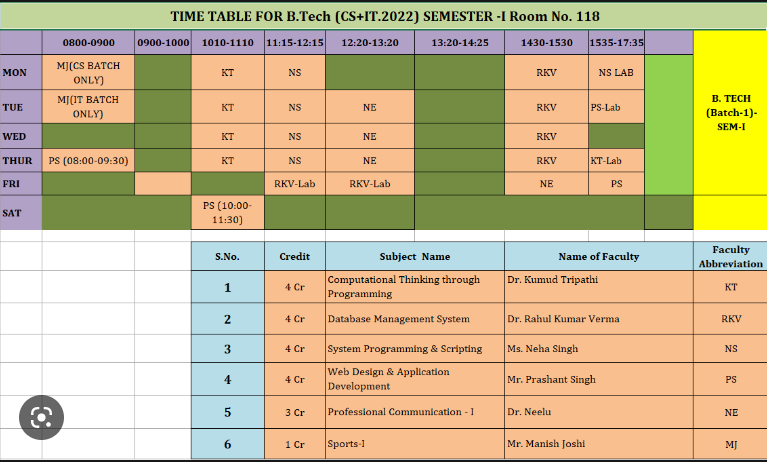 TIME TABLE FOR B.Tech (CS+IT.2022) SEMESTER -I Room No. 118
0800-0900 0900-1000 1010-1110 11:15-12:15 12:20-13:20 13:20-14:25 1430-1530 1535-17:35
MON MJ(CS BATCH ONLY) KT NS RKV NS LAB
TUE MJ(IT BATCH ONLY) KT NS NE RKV PS-Lab
B. TECH
(Batch-1)-
SEM-I
WED KT NS NE RKV
THUR PS (08:00-09:30) KT NS NE RKV KT-Lab
FRI RKV-Lab RKV-Lab NE PS
SAT PS (10:00-11:30)
S.No. Credit Subject Name Name of Faculty Faculty Abbreviation
1 4 Cr Computational Thinking through Programming Dr. Kumud Tripathi KT
2 4 Cr Database Management System Dr. Rahul Kumar Verma RKV
3 4 Cr System Programming & Scripting Ms. Neha Singh NS
4 4 Cr Web Design & Application Development Mr. Prashant Singh PS
5 3 Cr Professional Communication - I Dr. Neelu NE
6 1 Cr Sports-I Mr. Manish Joshi MJ